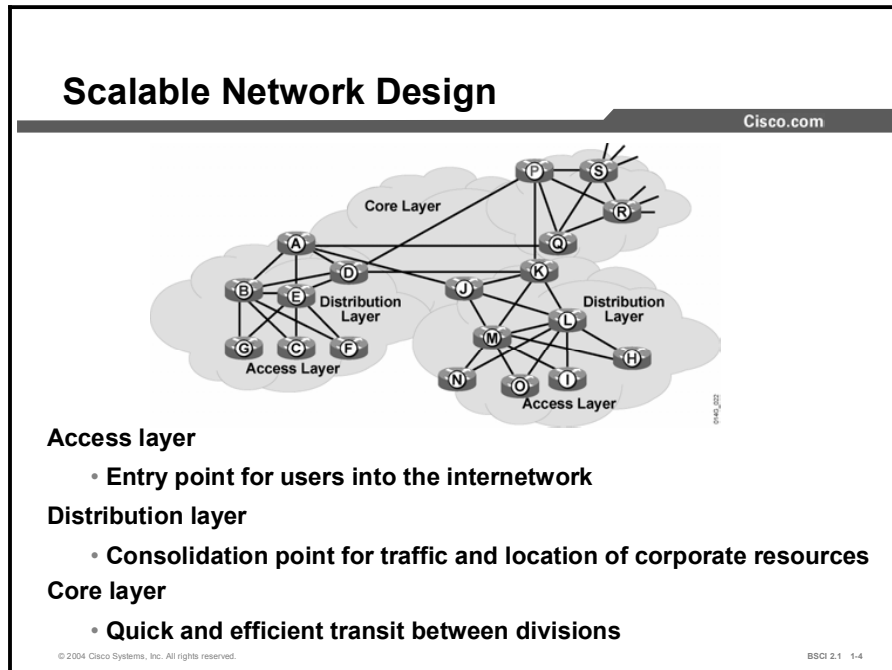 Scalable Network Design
Cisco.com
P
S
Core Layer
R
A
Q
D
K
B
E
J
Distribution
Layer
Distribution
Layer
L
M
G
C
F
H
Access Layer
N
O
I
Access Layer
014G_022
Access layer
• Entry point for users into the internetwork
Distribution layer
• Consolidation point for traffic and location of corporate resources
Core layer
• Quick and efficient transit between divisions
© 2004 Cisco Systems, Inc. All rights reserved.
BSCI 2.1 1-4